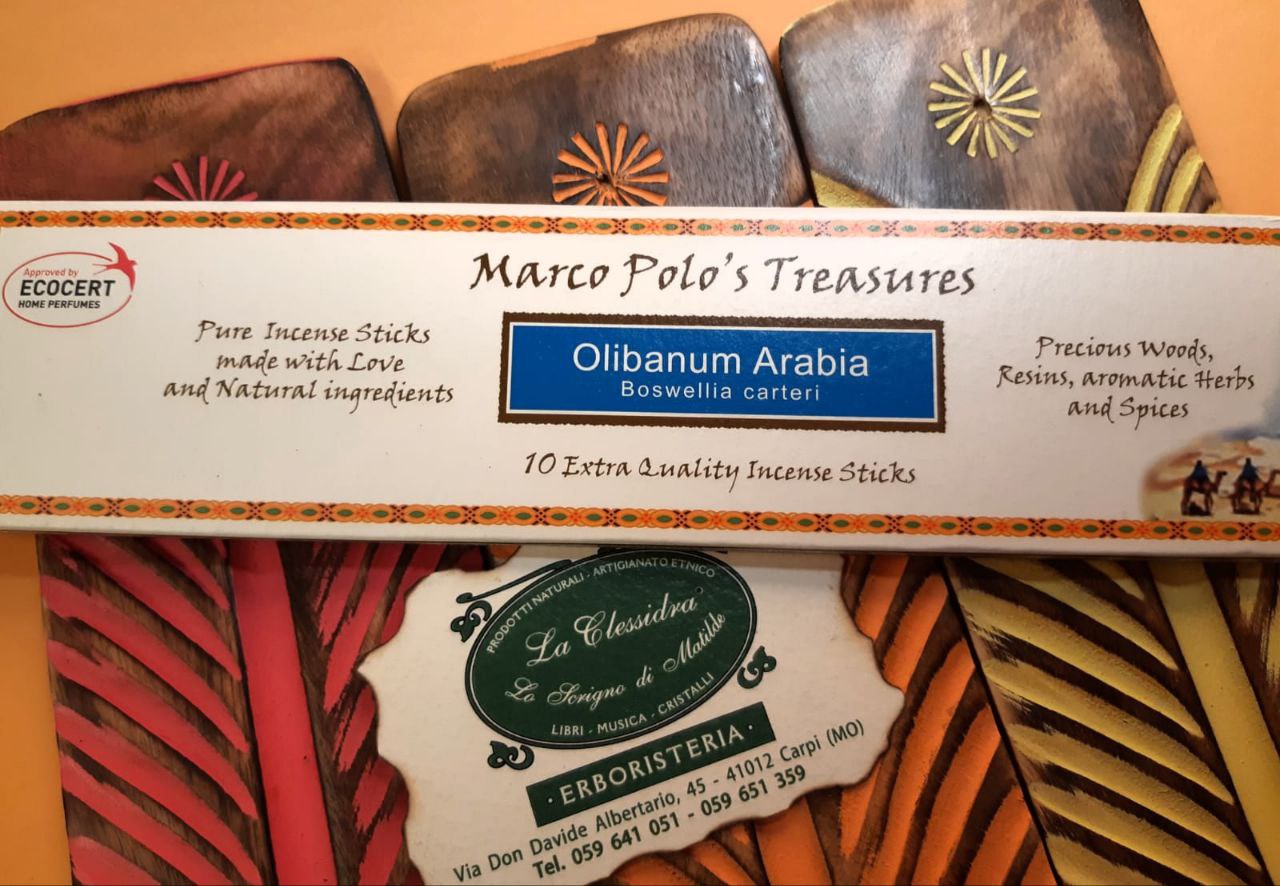 Approved by
ECOCERT
HOME PERFUMES
Marco Polo's Treasures
Pure Incense Sticks
made with Love
and Natural ingredients
Olibanum Arabia
Boswellia carteri
Precious Woods,
Resins, aromatic Herbs
and Spices
10 Extra Quality Incense Sticks
PRODOTTI NATURALI - ARTIGIANATO ETNICO
La Clessidra
Lo Scrigno di Matilde
LIBRI - MUSICA - CRISTALLI
· ERBORISTERIA ·
Via Don Davide Albertario, 45 - 41012 Carpi (MO)
Tel. 059 641 051 - 059 651 359